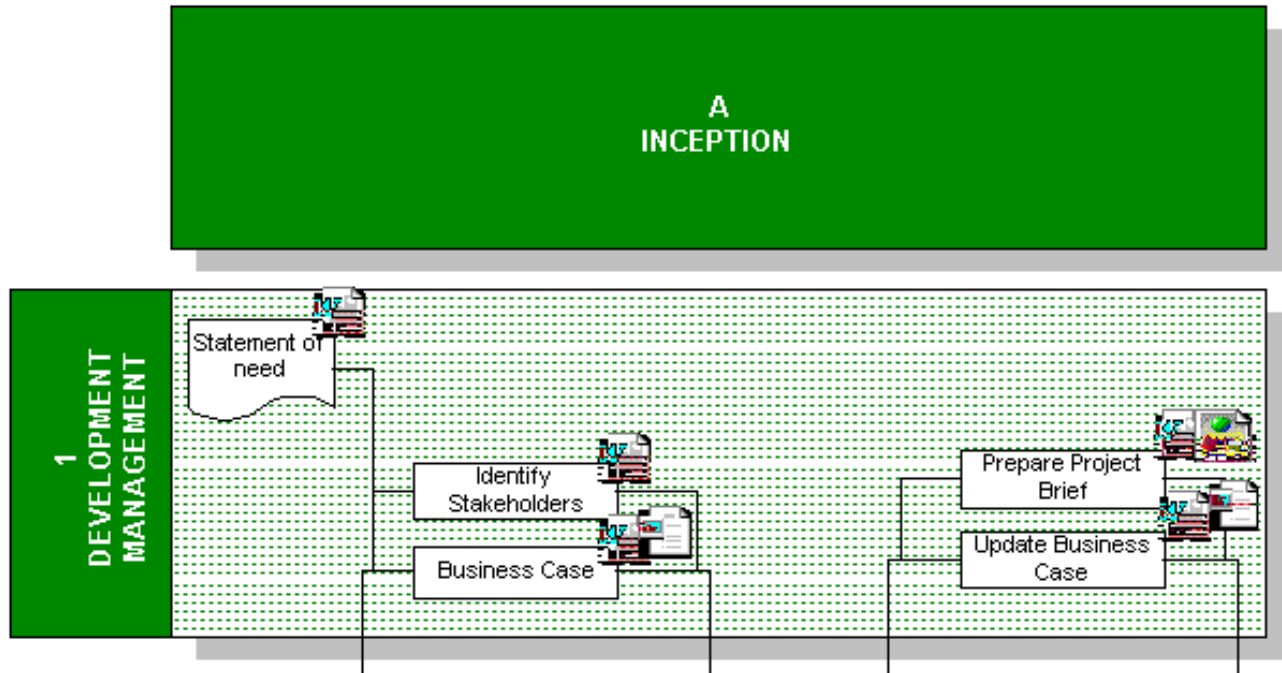 A
INCEPTION
1
DEVELOPMENT
MANAGEMENT
Statement of
need
Identify
Stakeholders
Business Case
Prepare Project
Brief
Update Business
Case